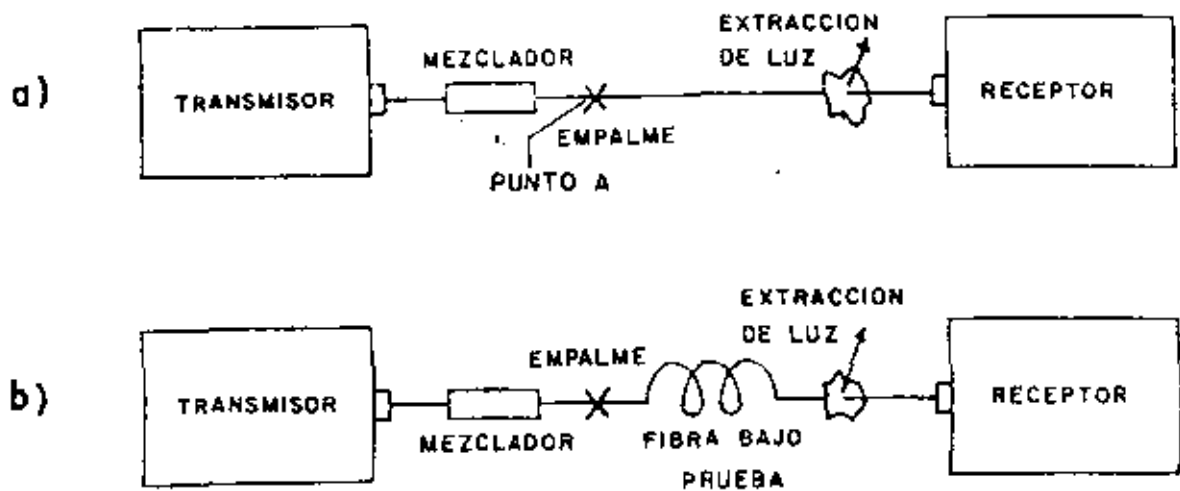 a)
TRANSMISOR
MEZCLADOR
EMPALME
PUNTO A
EXTRACCION
DE LUZ
RECEPTOR
b)
TRANSMISOR
MEZCLADOR
EMPALME
FIBRA BAJO
PRUEBA
EXTRACCION
DE LUZ
RECEPTOR